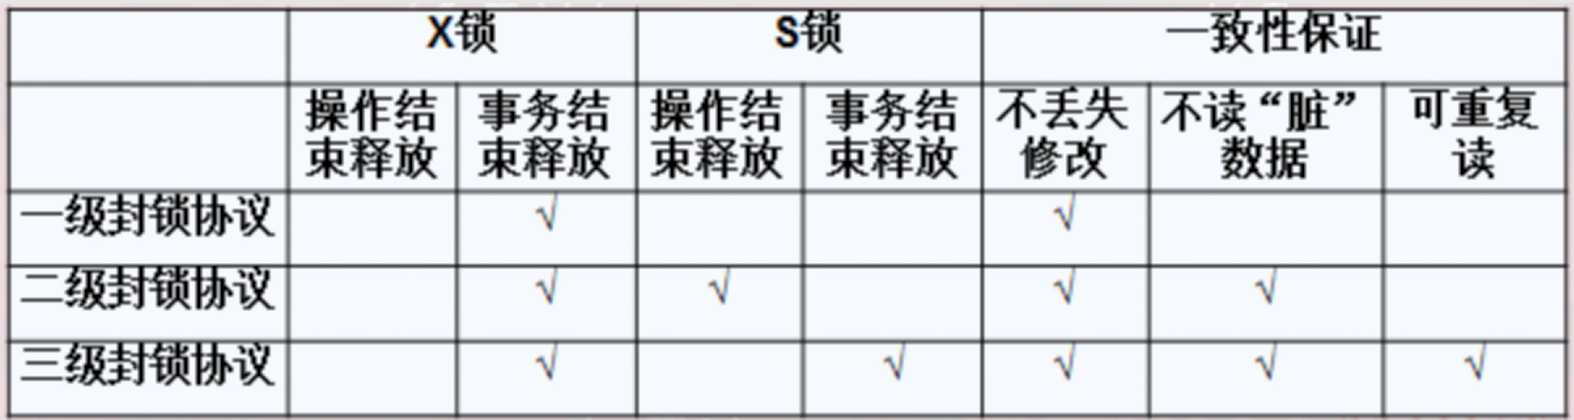 X锁 S锁 一致性保证
操作结束释放 事务结束释放 操作结束释放 事务结束释放 不丢失修改 不读“脏”数据 可重复读
一级封锁协议 √ √
二级封锁协议 √ √ √ √
三级封锁协议 √ √ √ √ √